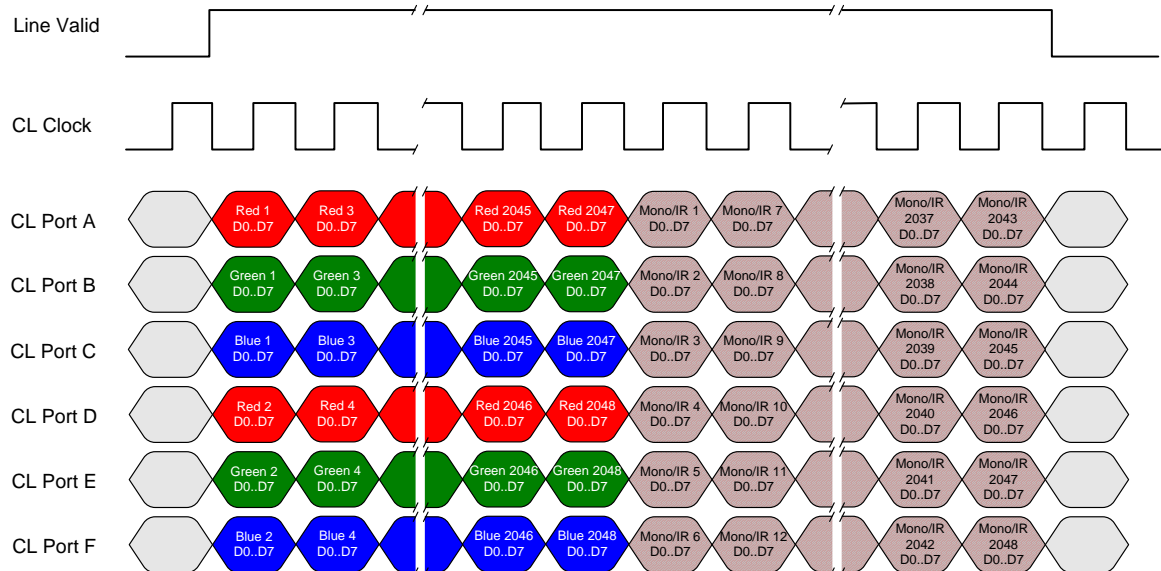 Line Valid
CL Clock
CL Port A
Red 1
D0..D7
Red 3
D0..D7
Red 2045
D0..D7
Red 2047
D0..D7
Mono/IR 1
D0..D7
Mono/IR 7
D0..D7
Mono/IR
2037
D0..D7
Mono/IR
2043
D0..D7
CL Port B
Green 1
D0..D7
Green 3
D0..D7
Green 2045
D0..D7
Green 2047
D0..D7
Mono/IR 2
D0..D7
Mono/IR 8
D0..D7
Mono/IR
2038
D0..D7
Mono/IR
2044
D0..D7
CL Port C
Blue 1
D0..D7
Blue 3
D0..D7
Blue 2045
D0..D7
Blue 2047
D0..D7
Mono/IR 3
D0..D7
Mono/IR 9
D0..D7
Mono/IR
2039
D0..D7
Mono/IR
2045
D0..D7
CL Port D
Red 2
D0..D7
Red 4
D0..D7
Red 2046
D0..D7
Red 2048
D0..D7
Mono/IR 4
D0..D7
Mono/IR 10
D0..D7
Mono/IR
2040
D0..D7
Mono/IR
2046
D0..D7
CL Port E
Green 2
D0..D7
Green 4
D0..D7
Green 2046
D0..D7
Green 2048
D0..D7
Mono/IR 5
D0..D7
Mono/IR 11
D0..D7
Mono/IR
2041
D0..D7
Mono/IR
2047
D0..D7
CL Port F
Blue 2
D0..D7
Blue 4
D0..D7
Blue 2046
D0..D7
Blue 2048
D0..D7
Mono/IR 6
D0..D7
Mono/IR 12
D0..D7
Mono/IR
2042
D0..D7
Mono/IR
2048
D0..D7